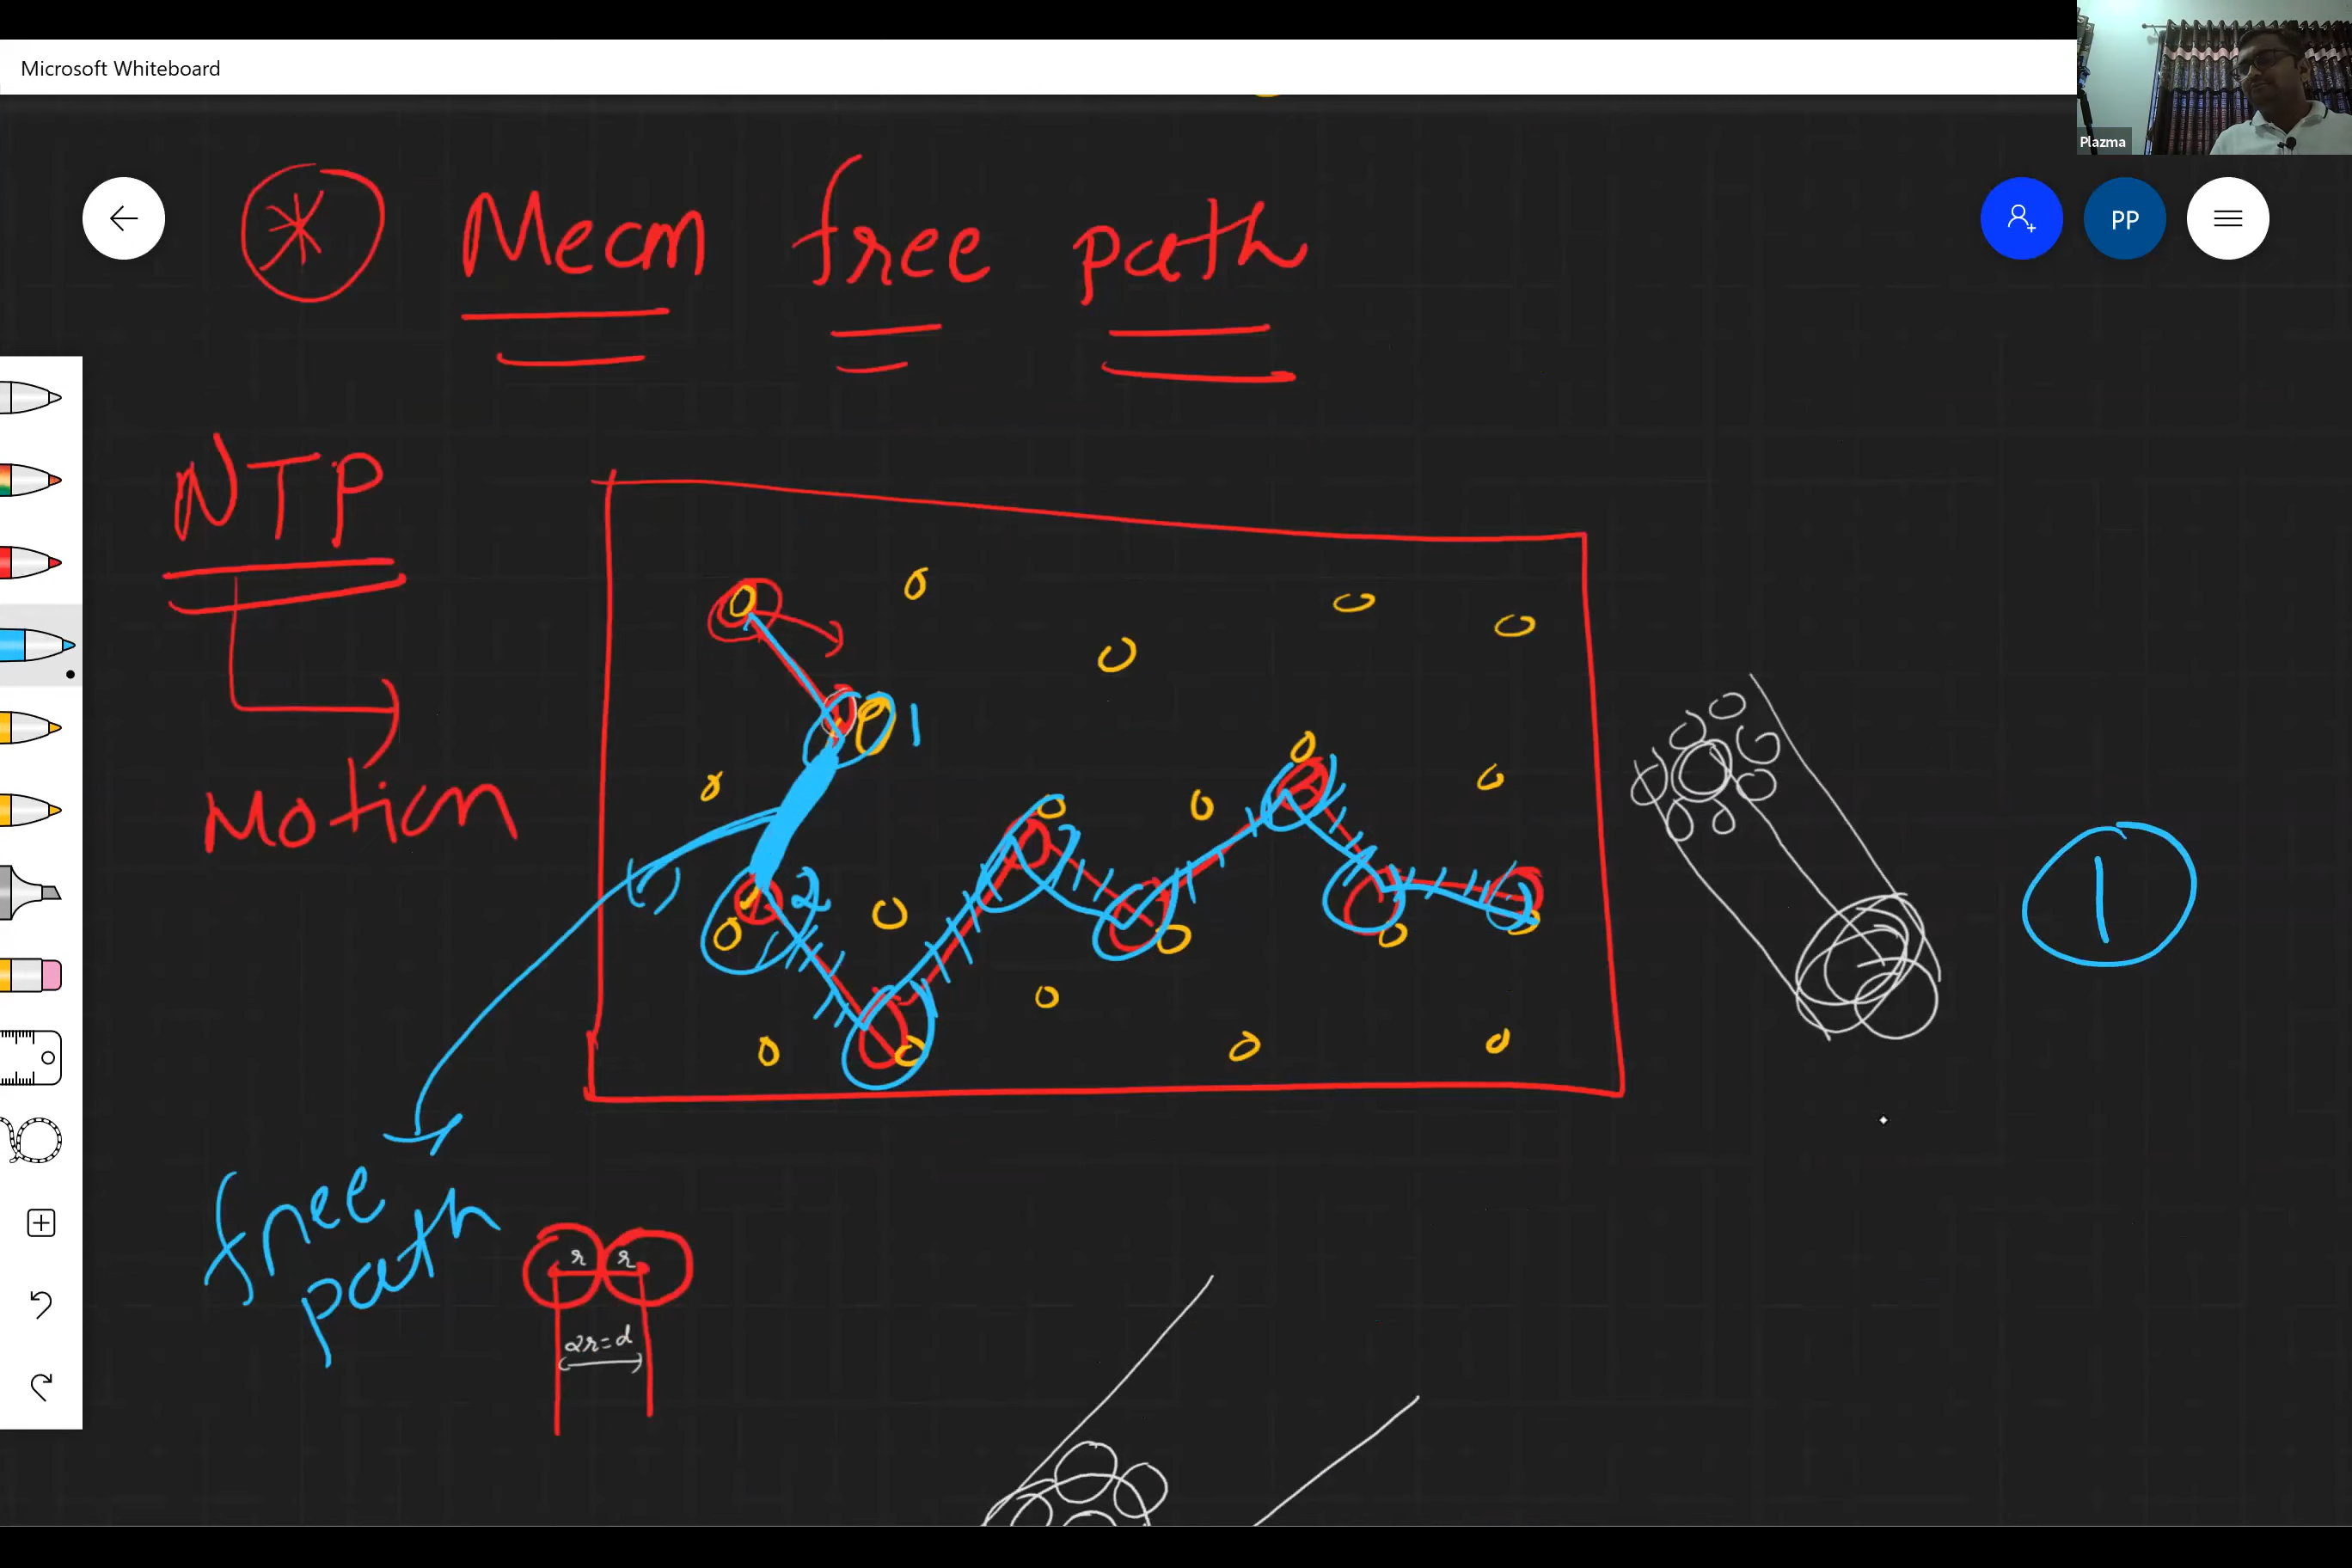 Microsoft Whiteboard
Plazma
* Mean free path
PP
NTP
Motion
1
2
1
free
path
r r
2r=d